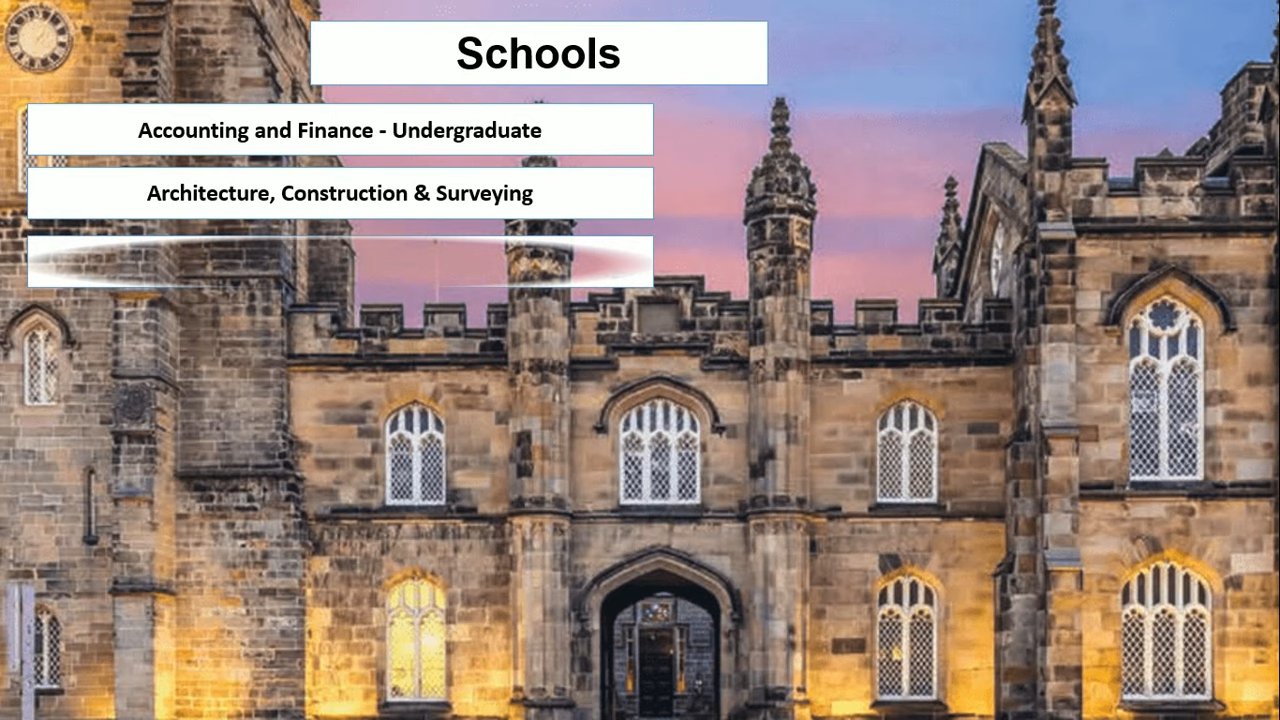 Schools
Accounting and Finance - Undergraduate
Architecture, Construction & Surveying